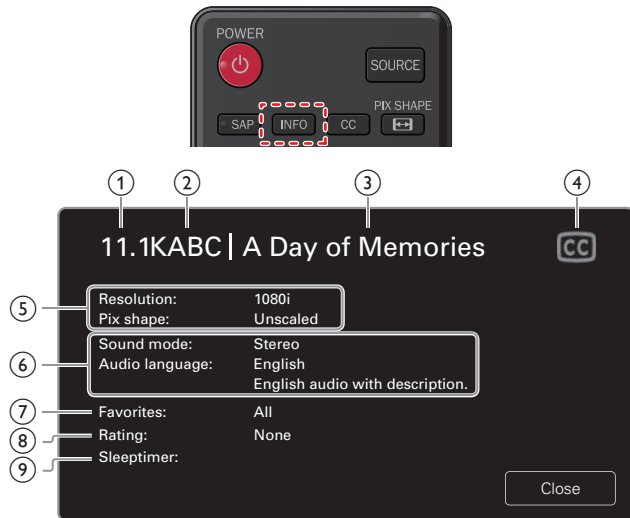 POWER
SOURCE
PIX SHAPE
SAP INFO CC
1 2 3 4
11.1KABC | A Day of Memories CC
5 Resolution: 1080i
Pix shape: Unscaled
6 Sound mode: Stereo
Audio language: English
English audio with description.
7 Favorites: All
8 Rating: None
9 Sleeptimer:
Close